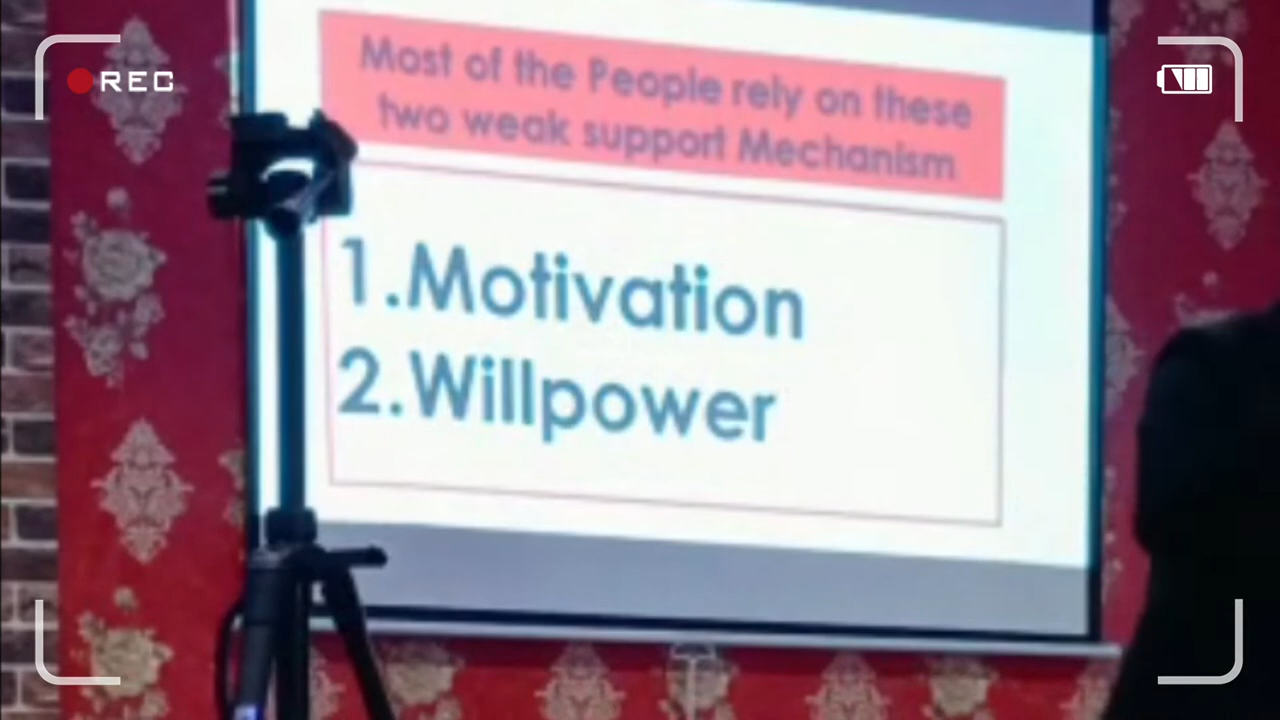 REC
Most of the People rely on these
two weak support Mechanism
1.Motivation
2.Willpower